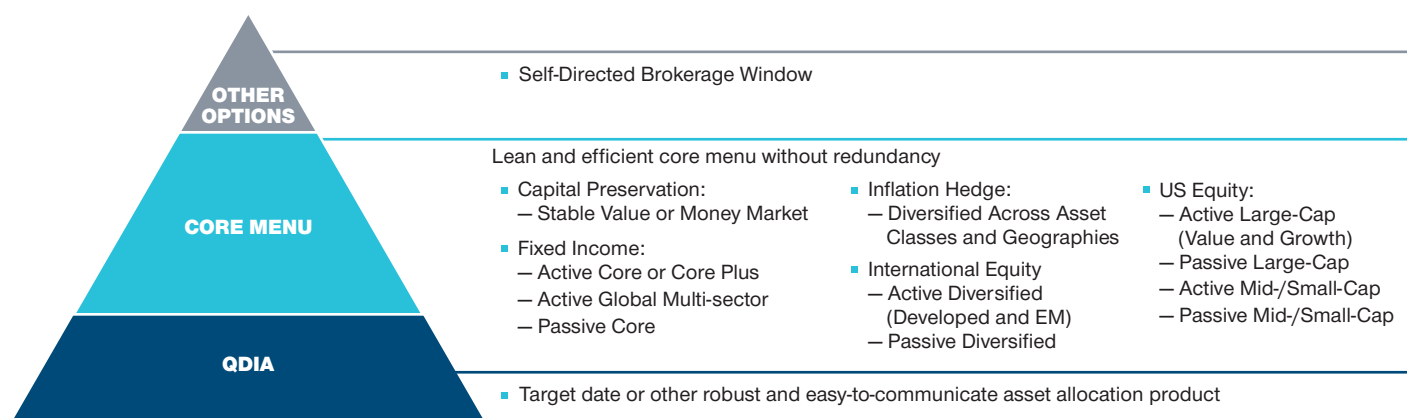 OTHER
OPTIONS
Self-Directed Brokerage Window
CORE MENU
Lean and efficient core menu without redundancy
Capital Preservation:
— Stable Value or Money Market
Fixed Income:
— Active Core or Core Plus
— Active Global Multi-sector
— Passive Core
Inflation Hedge:
— Diversified Across Asset
Classes and Geographies
International Equity
— Active Diversified
(Developed and EM)
— Passive Diversified
US Equity:
— Active Large-Cap
(Value and Growth)
— Passive Large-Cap
— Active Mid-/Small-Cap
— Passive Mid-/Small-Cap
QDIA
Target date or other robust and easy-to-communicate asset allocation product